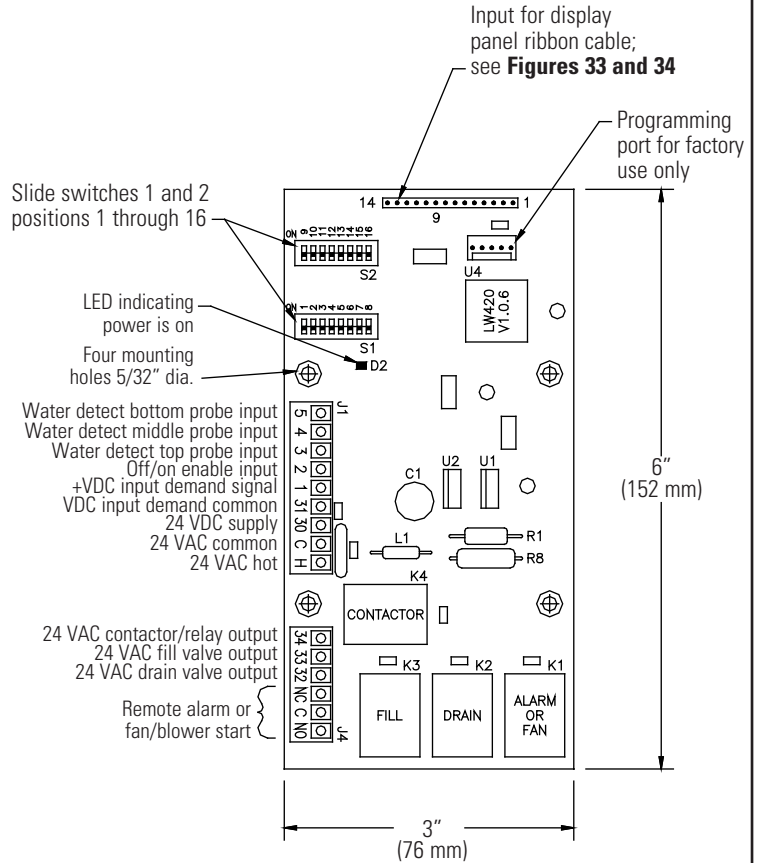 Input for display
panel ribbon cable;
see Figures 33 and 34
Programming
port for factory
use only
Slide switches 1 and 2
positions 1 through 16
14
9
1
ON 9 10 11 12 13 14 15 16
S2
U4
LW420
V1.0.6
LED indicating
power is on
ON 1 2 3 4 5 6 7 8
S1
D2
Four mounting
holes 5/32" dia.
J1
Water detect bottom probe input 5
Water detect middle probe input 4
Water detect top probe input 3
Off/on enable input 2
+VDC input demand signal 1
VDC input demand common 31
24 VDC supply 30
24 VAC common C
24 VAC hot H
C1
U2
U1
L1
R1
R8
K4
CONTACTOR
6"
(152 mm)
24 VAC contactor/relay output 34
24 VAC fill valve output 33
24 VAC drain valve output 32
Remote alarm or
fan/blower start
NC
C
NO
J4
K3
FILL
K2
DRAIN
K1
ALARM
OR
FAN
3"
(76 mm)